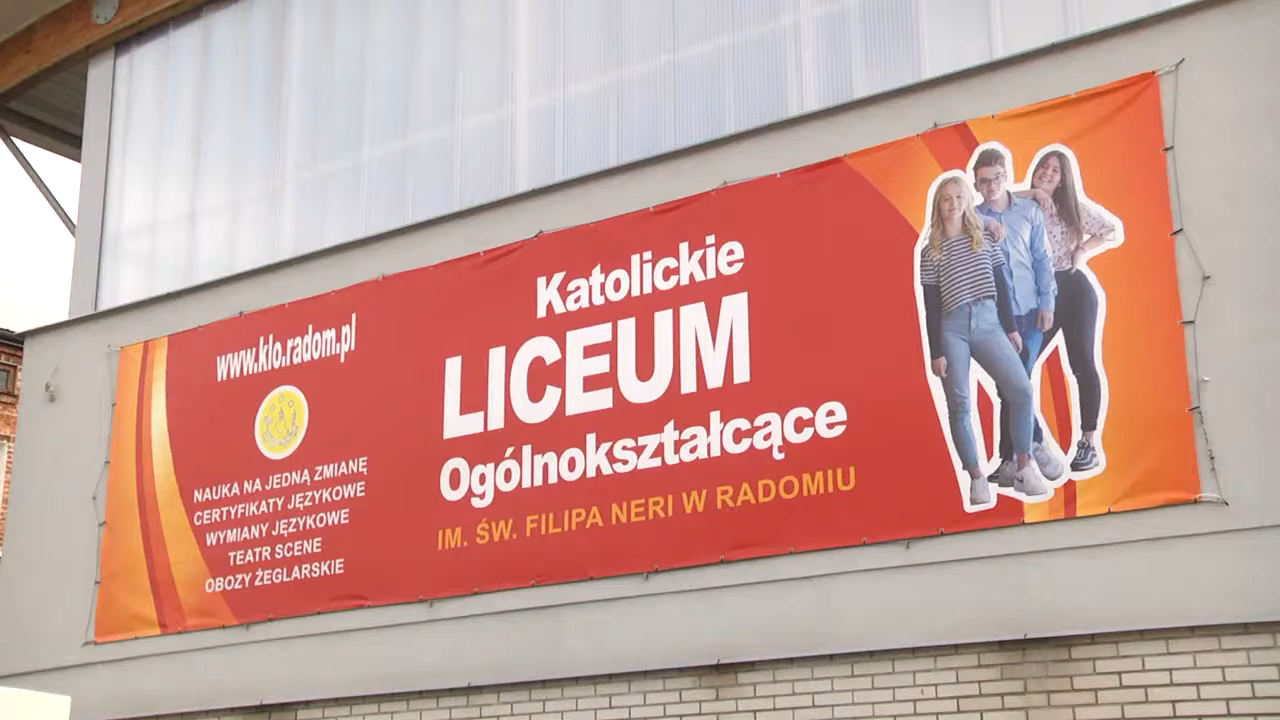 www.klo.radom.pl
NAUKA NA JEDNĄ ZMIANĘ
CERTYFIKATY JĘZYKOWE
WYMIANY JĘZYKOWE
TEATR SCENE
OBOZY ŻEGLARSKIE
Katolickie
LICEUM
Ogólnokształcące
IM. ŚW. FILIPA NERI W RADOMIU